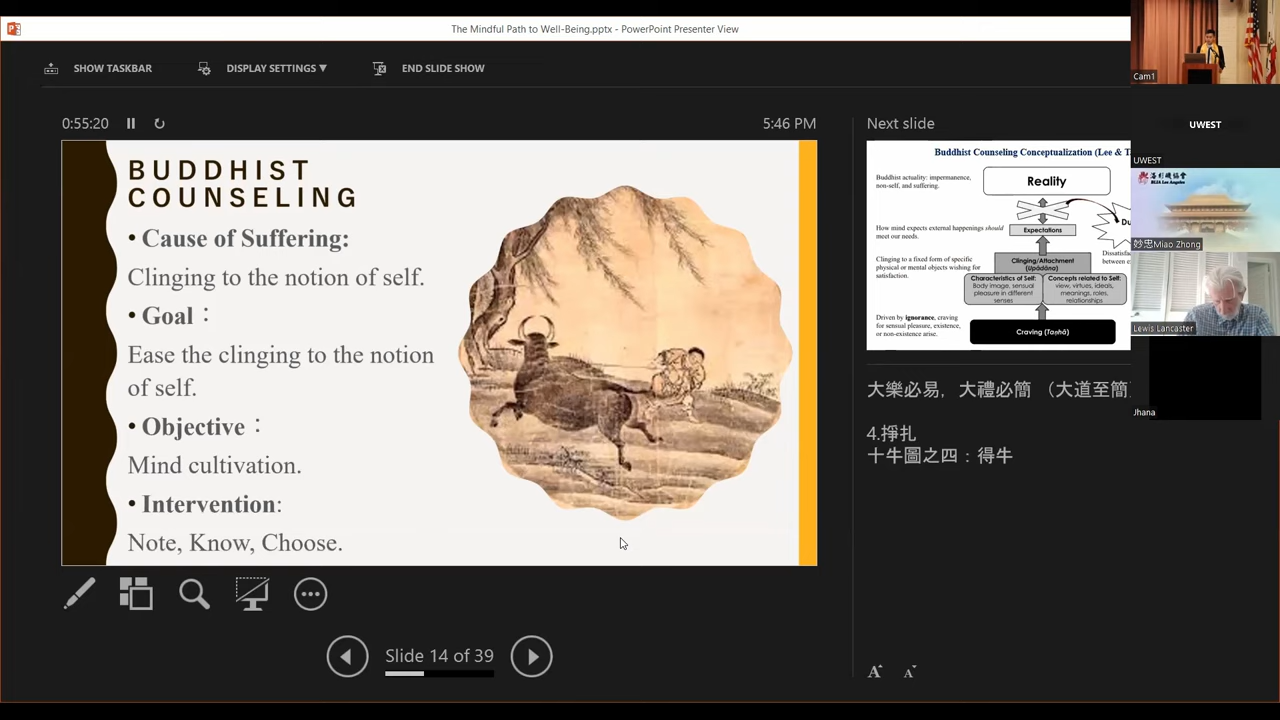 The Mindful Path to Well-Being.pptx - PowerPoint Presenter View
SHOW TASKBAR
DISPLAY SETTINGS ▼
END SLIDE SHOW
0:55:20
5:46 PM
Next slide
BUDDHIST
COUNSELING
• Cause of Suffering:
Clinging to the notion of self.
• Goal：
Ease the clinging to the notion
of self.
• Objective：
Mind cultivation.
• Intervention:
Note, Know, Choose.
Slide 14 of 39
Buddhist Counseling Conceptualization (Lee & T
Buddhist actuality: impermanence,
non-self, and suffering.
Reality
Du
How mind expects external happenings should
meet our needs.
Expectations
Dissatisfac
between e
Clinging to a fixed form of specific
physical or mental objects wishing for
satisfaction.
Clinging/Attachment
(Upādāna)
Characteristics of Self:
Body image, sensual
pleasure in different
senses
Concepts related to Self:
view, virtues, ideals,
meanings, roles,
relationships
Driven by ignorance, craving
for sensual pleasure, existence,
or non-existence arise.
Craving (Taṇhā)
大樂必易，大禮必簡 （大道至簡
4.掙扎
十牛圖之四：得牛
Cam1
UWEST
UWEST
BLIA Los Angeles
妙忠Miao Zhong
Lewis Lancaster
Jhana